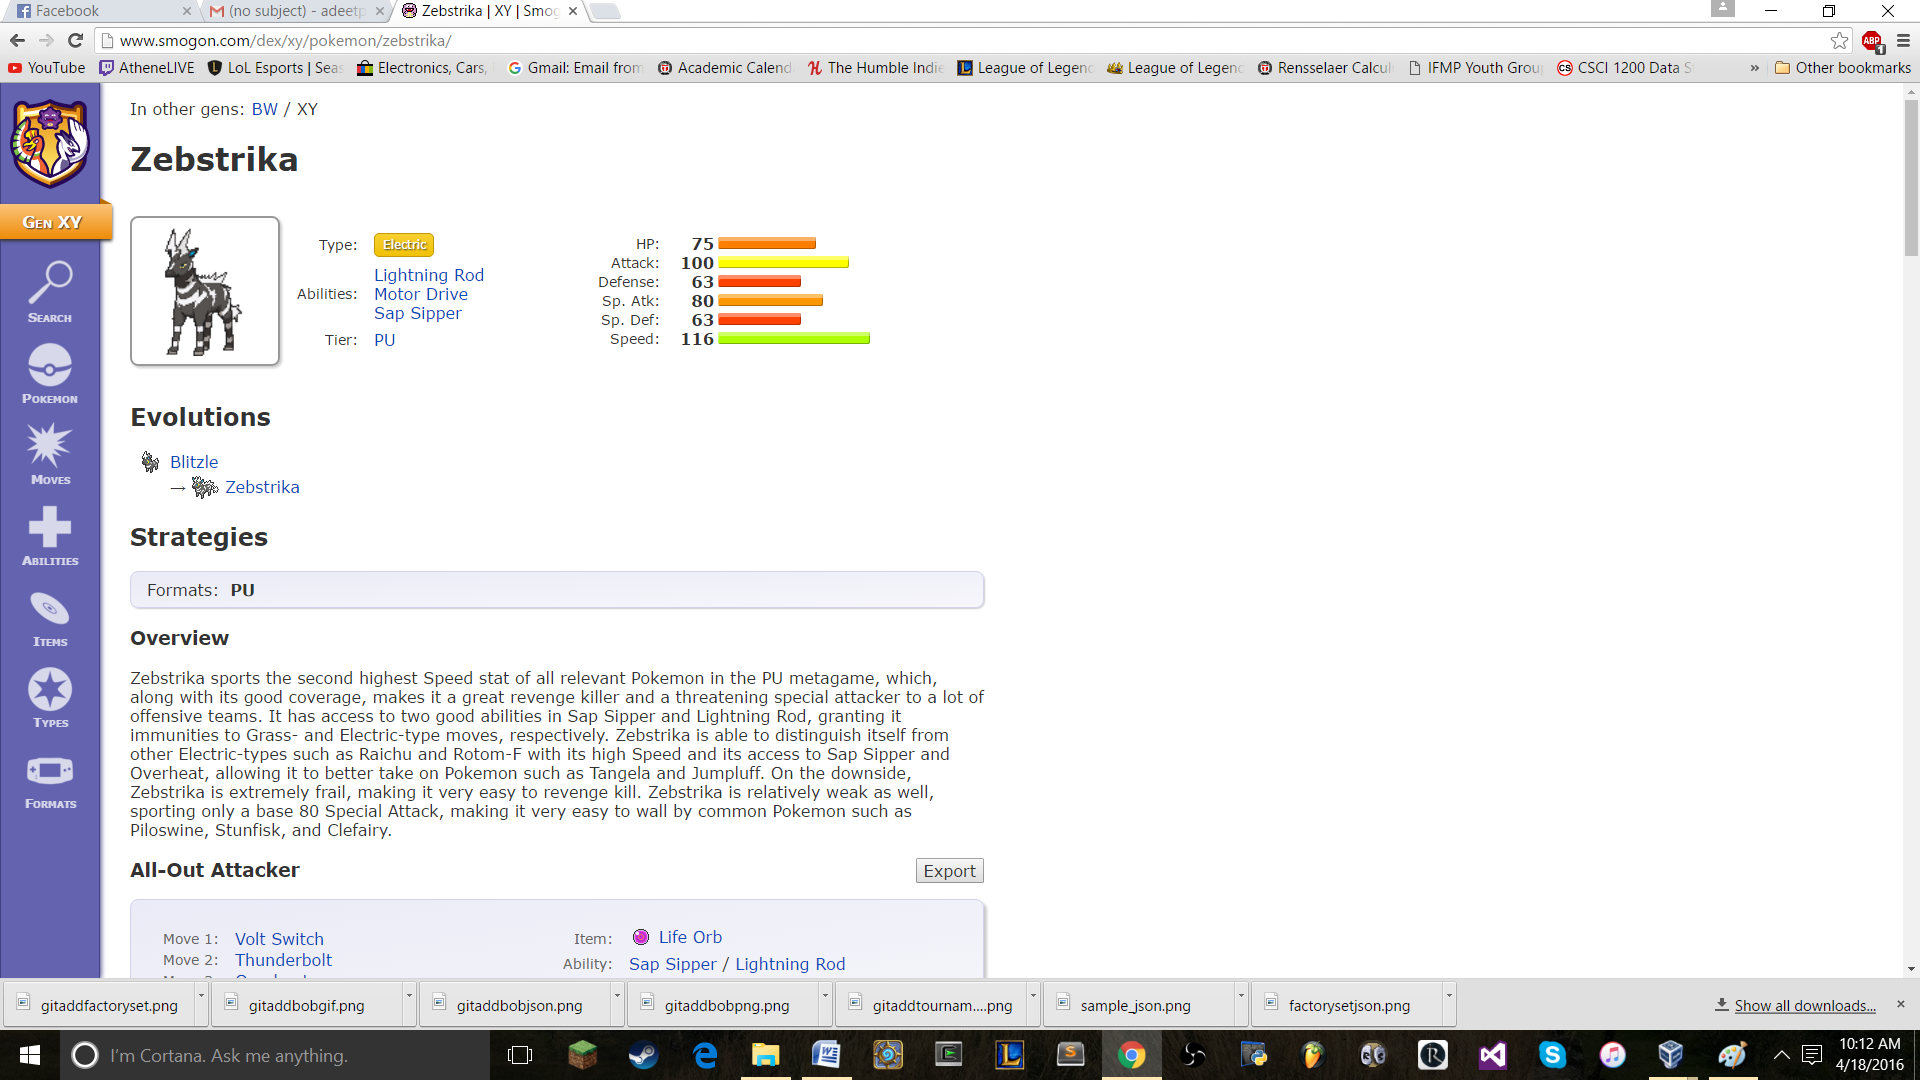 Facebook
(no subject) - adeetp
Zebstrika | XY | Smog
www.smogon.com/dex/xy/pokemon/zebstrika/
ABP
1
YouTube
AtheneLIVE
LoL Esports | Seas
Electronics, Cars,
Gmail: Email from
Academic Calend
The Humble Indie
League of Legend
League of Legend
Rensselaer Calcul
IFMP Youth Grou
CSCI 1200 Data S
»
Other bookmarks
In other gens: BW / XY
Zebstrika
GEN XY
SEARCH
POKEMON
MOVES
ABILITIES
ITEMS
TYPES
FORMATS
Type: Electric
Abilities: Lightning Rod
Motor Drive
Sap Sipper
Tier: PU
HP: 75
Attack: 100
Defense: 63
Sp. Atk: 80
Sp. Def: 63
Speed: 116
Evolutions
Blitzle
→ Zebstrika
Strategies
Formats: PU
Overview
Zebstrika sports the second highest Speed stat of all relevant Pokemon in the PU metagame, which,
along with its good coverage, makes it a great revenge killer and a threatening special attacker to a lot of
offensive teams. It has access to two good abilities in Sap Sipper and Lightning Rod, granting it
immunities to Grass- and Electric-type moves, respectively. Zebstrika is able to distinguish itself from
other Electric-types such as Raichu and Rotom-F with its high Speed and its access to Sap Sipper and
Overheat, allowing it to better take on Pokemon such as Tangela and Jumpluff. On the downside,
Zebstrika is extremely frail, making it very easy to revenge kill. Zebstrika is relatively weak as well,
sporting only a base 80 Special Attack, making it very easy to wall by common Pokemon such as
Piloswine, Stunfisk, and Clefairy.
All-Out Attacker
Export
Move 1: Volt Switch
Move 2: Thunderbolt
Item: Life Orb
Ability: Sap Sipper / Lightning Rod
gitaddfactoryset.png
gitaddbobgif.png
gitaddbobjson.png
gitaddbobpng.png
gitaddtournam....png
sample_json.png
factorysetjson.png
Show all downloads...
I'm Cortana. Ask me anything.
10:12 AM
4/18/2016